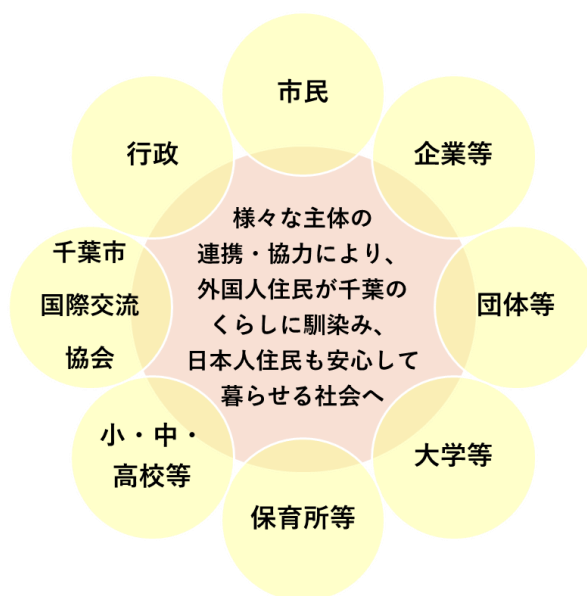 市民
企業等
団体等
大学等
保育所等
小・中・
高校等
千葉市
国際交流
協会
行政
様々な主体の
連携・協力により、
外国人住民が千葉の
くらしに馴染み、
日本人住民も安心して
暮らせる社会へ